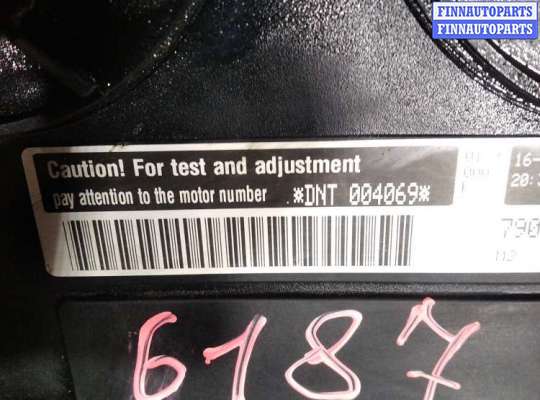 FINNAUTOPARTS
FINNAUTOPARTS
Caution! For test and adjustment
pay attention to the motor number *DNT 004069*
16-
20:
790
M2
6187